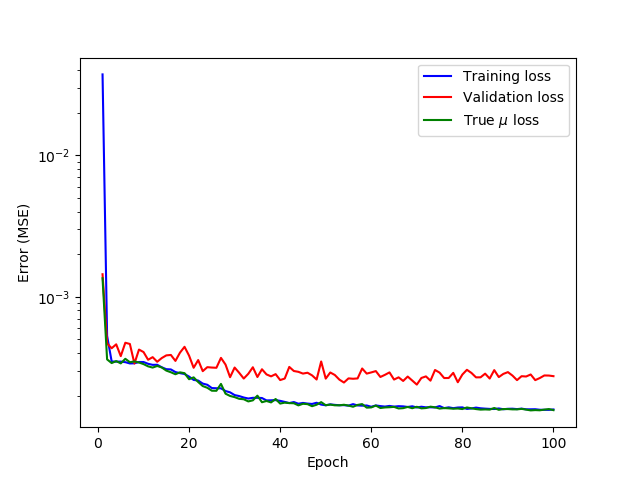 Training loss
Validation loss
True μ loss
10⁻²
10⁻³
Error (MSE)
0 20 40 60 80 100
Epoch